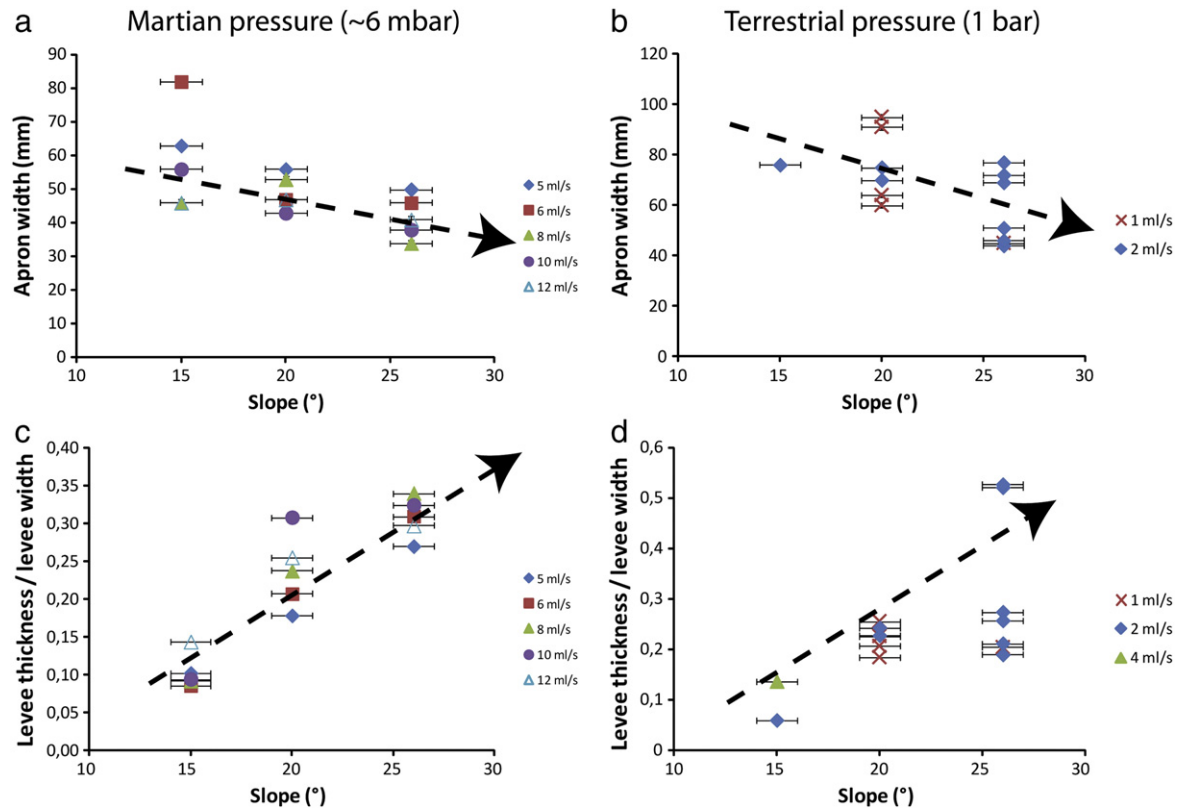 a
Martian pressure (~6 mbar)
90
80
70
60
50
40
30
20
10
0
Apron width (mm)
10
15
20
25
30
Slope (°)
5 ml/s
6 ml/s
8 ml/s
10 ml/s
12 ml/s
b
Terrestrial pressure (1 bar)
120
100
80
60
40
20
0
Apron width (mm)
10
15
20
25
30
Slope (°)
1 ml/s
2 ml/s
c
0,40
0,35
0,30
0,25
0,20
0,15
0,10
0,05
0,00
Levee thickness / levee width
10
15
20
25
30
Slope (°)
5 ml/s
6 ml/s
8 ml/s
10 ml/s
12 ml/s
d
0,6
0,5
0,4
0,3
0,2
0,1
0
Levee thickness / levee width
10
15
20
25
30
Slope (°)
1 ml/s
2 ml/s
4 ml/s